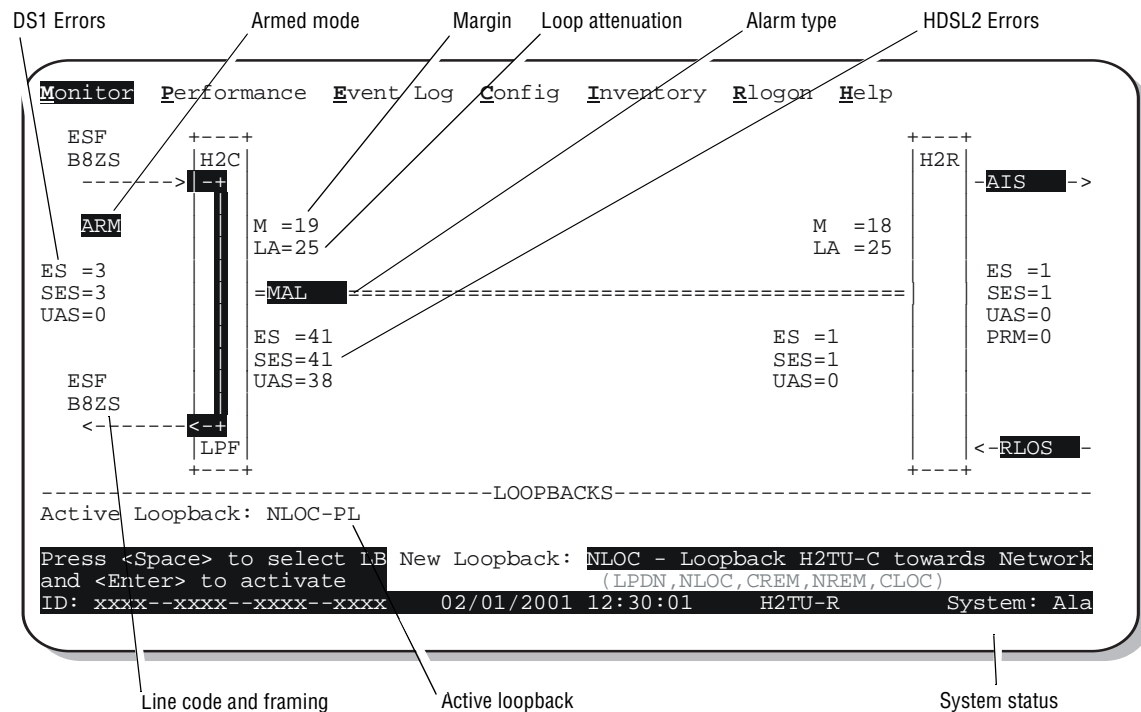 DS1 Errors Armed mode Margin Loop attenuation Alarm type HDSL2 Errors
Monitor Performance Event Log Config Inventory Rlogon Help
ESF +---+ +---+
B8ZS |H2C| |H2R|
------->|-+ -AIS ->
ARM M =19 M =18
LA=25 LA =25
ES =3 ES =1
SES=3 =MAL ============================================= SES=1
UAS=0 UAS=0
ES =41 ES =1 PRM=0
SES=41 SES=1
ESF UAS=38 UAS=0
B8ZS
<-------<-+
|LPF| <-RLOS -
+---+ +---+
----------------------------------LOOPBACKS------------------------------------
Active Loopback: NLOC-PL
Press <Space> to select LB New Loopback: NLOC - Loopback H2TU-C towards Network
and <Enter> to activate (LPDN,NLOC,CREM,NREM,CLOC)
ID: xxxx--xxxx--xxxx--xxxx 02/01/2001 12:30:01 H2TU-R System: Ala
Line code and framing Active loopback System status